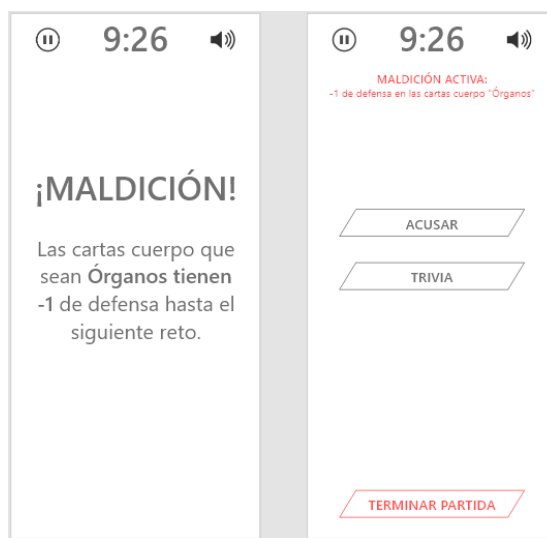 9:26
¡MALDICIÓN!
Las cartas cuerpo que
sean Órganos tienen
-1 de defensa hasta el
siguiente reto.
9:26
MALDICIÓN ACTIVA:
-1 de defensa en las cartas cuerpo "Órganos"
ACUSAR
TRIVIA
TERMINAR PARTIDA